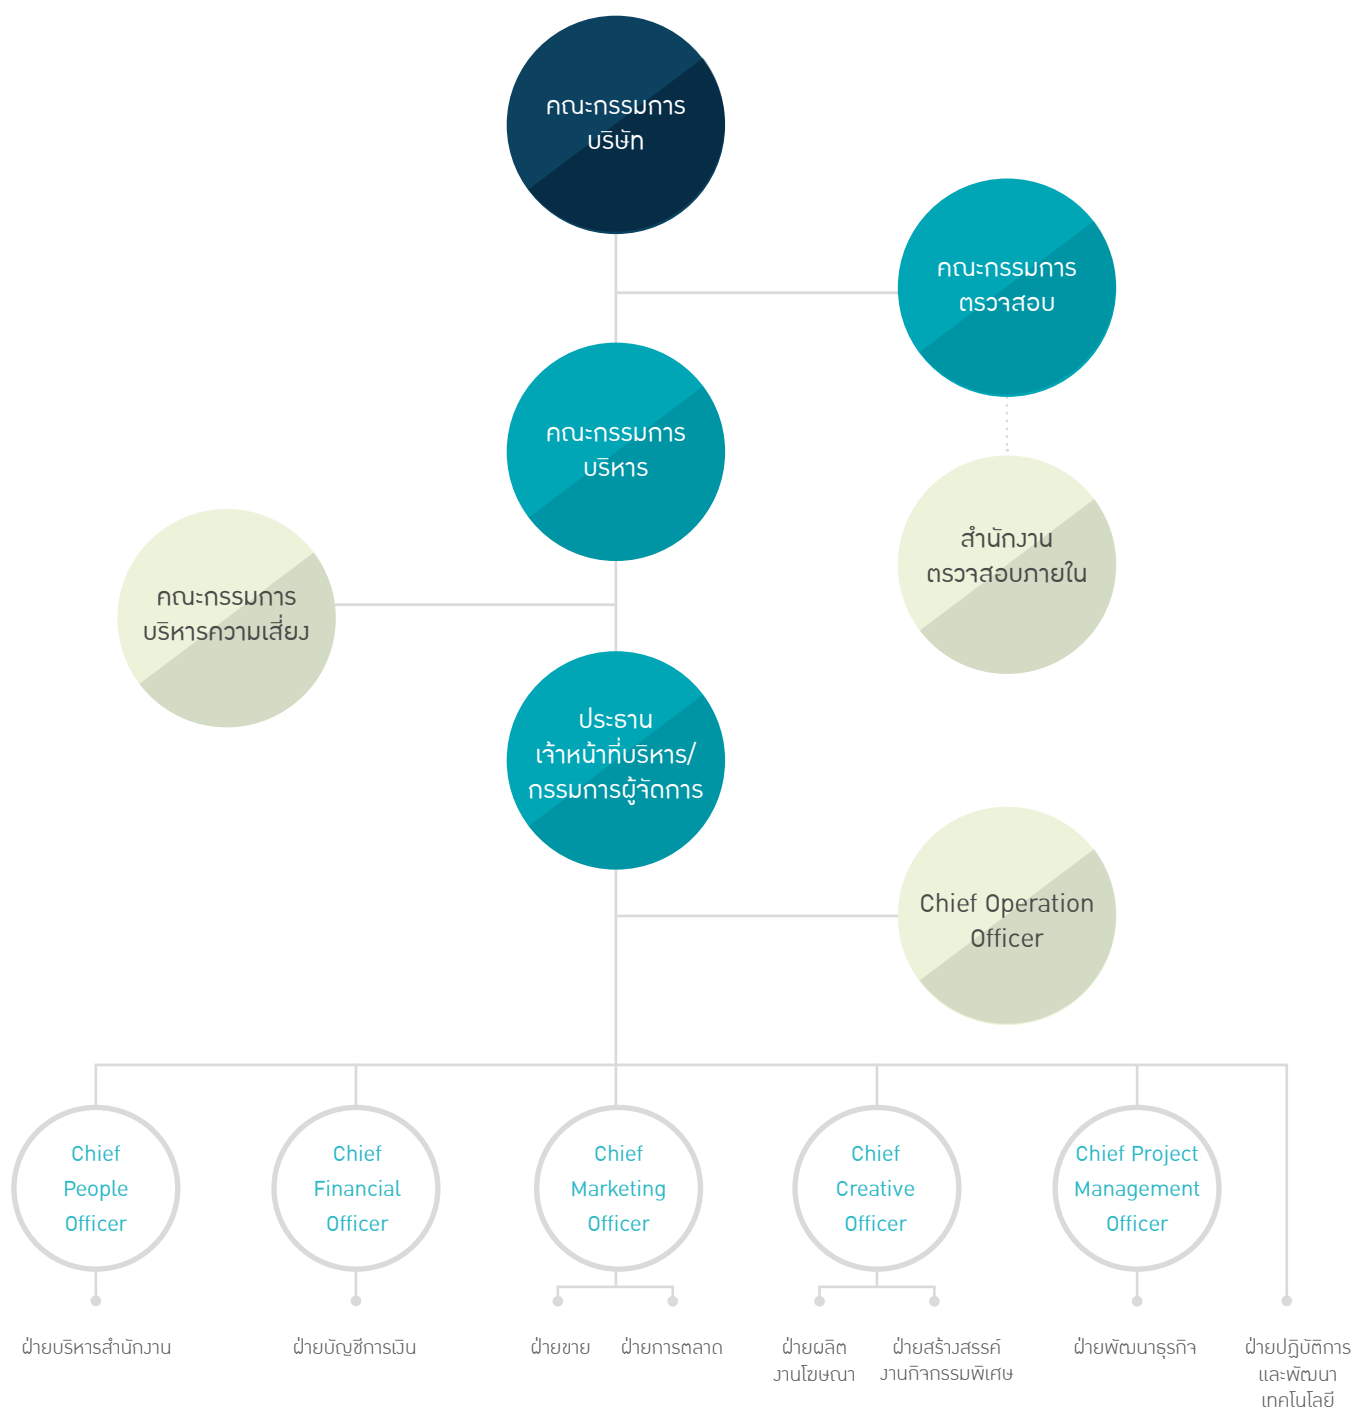 คณะกรรมการ
บริษัท
คณะกรรมการ
ตรวจสอบ
คณะกรรมการ
บริหาร
สำนักงาน
ตรวจสอบภายใน
คณะกรรมการ
บริหารความเสี่ยง
ประธาน
เจ้าหน้าที่บริหาร/
กรรมการผู้จัดการ
Chief Operation
Officer
Chief
People
Officer
Chief
Financial
Officer
Chief
Marketing
Officer
Chief
Creative
Officer
Chief Project
Management
Officer
ฝ่ายบริหารสำนักงาน
ฝ่ายบัญชีการเงิน
ฝ่ายขาย
ฝ่ายการตลาด
ฝ่ายผลิต
งานโฆษณา
ฝ่ายสร้างสรรค์
งานกิจกรรมพิเศษ
ฝ่ายพัฒนาธุรกิจ
ฝ่ายปฏิบัติการ
และพัฒนา
เทคโนโลยี